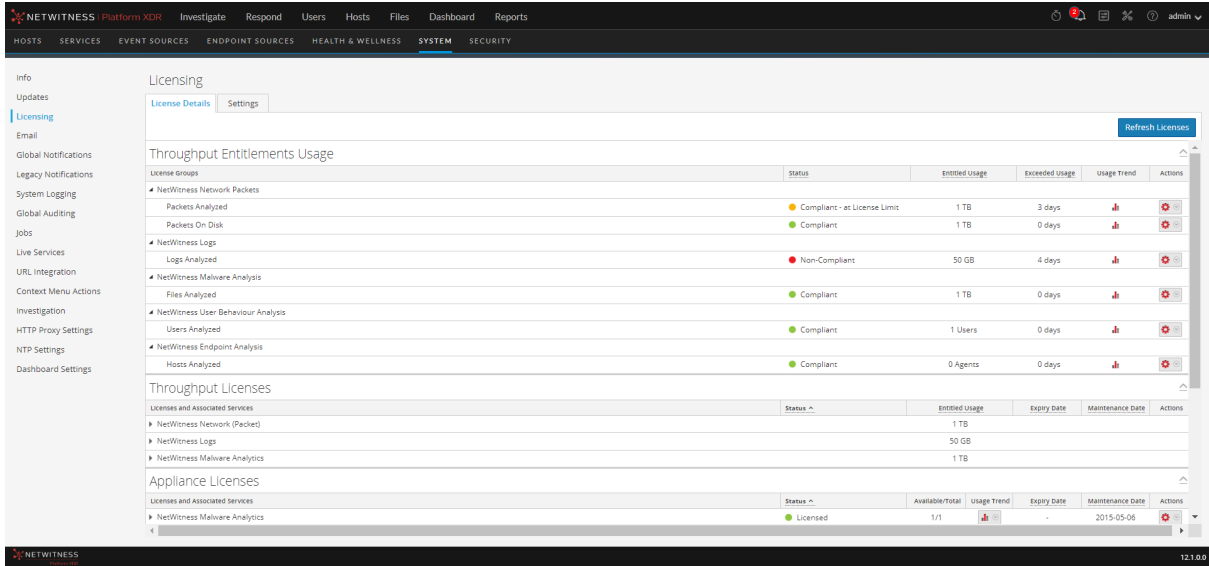 NETWITNESS Platform XDR Investigate Respond Users Hosts Files Dashboard Reports 2 admin
HOSTS SERVICES EVENT SOURCES ENDPOINT SOURCES HEALTH & WELLNESS SYSTEM SECURITY
Info
Updates
Licensing
Email
Global Notifications
Legacy Notifications
System Logging
Global Auditing
Jobs
Live Services
URL Integration
Context Menu Actions
Investigation
HTTP Proxy Settings
NTP Settings
Dashboard Settings
Licensing
License Details Settings
Refresh Licenses
Throughput Entitlements Usage
License Groups Status Entitled Usage Exceeded Usage Usage Trend Actions
NetWitness Network Packets
Packets Analyzed Compliant - at License Limit 1 TB 3 days
Packets On Disk Compliant 1 TB 0 days
NetWitness Logs
Logs Analyzed Non-Compliant 50 GB 4 days
NetWitness Malware Analysis
Files Analyzed Compliant 1 TB 0 days
NetWitness User Behaviour Analysis
Users Analyzed Compliant 1 Users 0 days
NetWitness Endpoint Analysis
Hosts Analyzed Compliant 0 Agents 0 days
Throughput Licenses
Licenses and Associated Services Status Entitled Usage Expiry Date Maintenance Date Actions
NetWitness Network (Packet) 1 TB
NetWitness Logs 50 GB
NetWitness Malware Analytics 1 TB
Appliance Licenses
Licenses and Associated Services Status Available/Total Usage Trend Expiry Date Maintenance Date Actions
NetWitness Malware Analytics Licensed 1/1 - 2015-05-06
NETWITNESS
Platform XDR
12.1.0.0